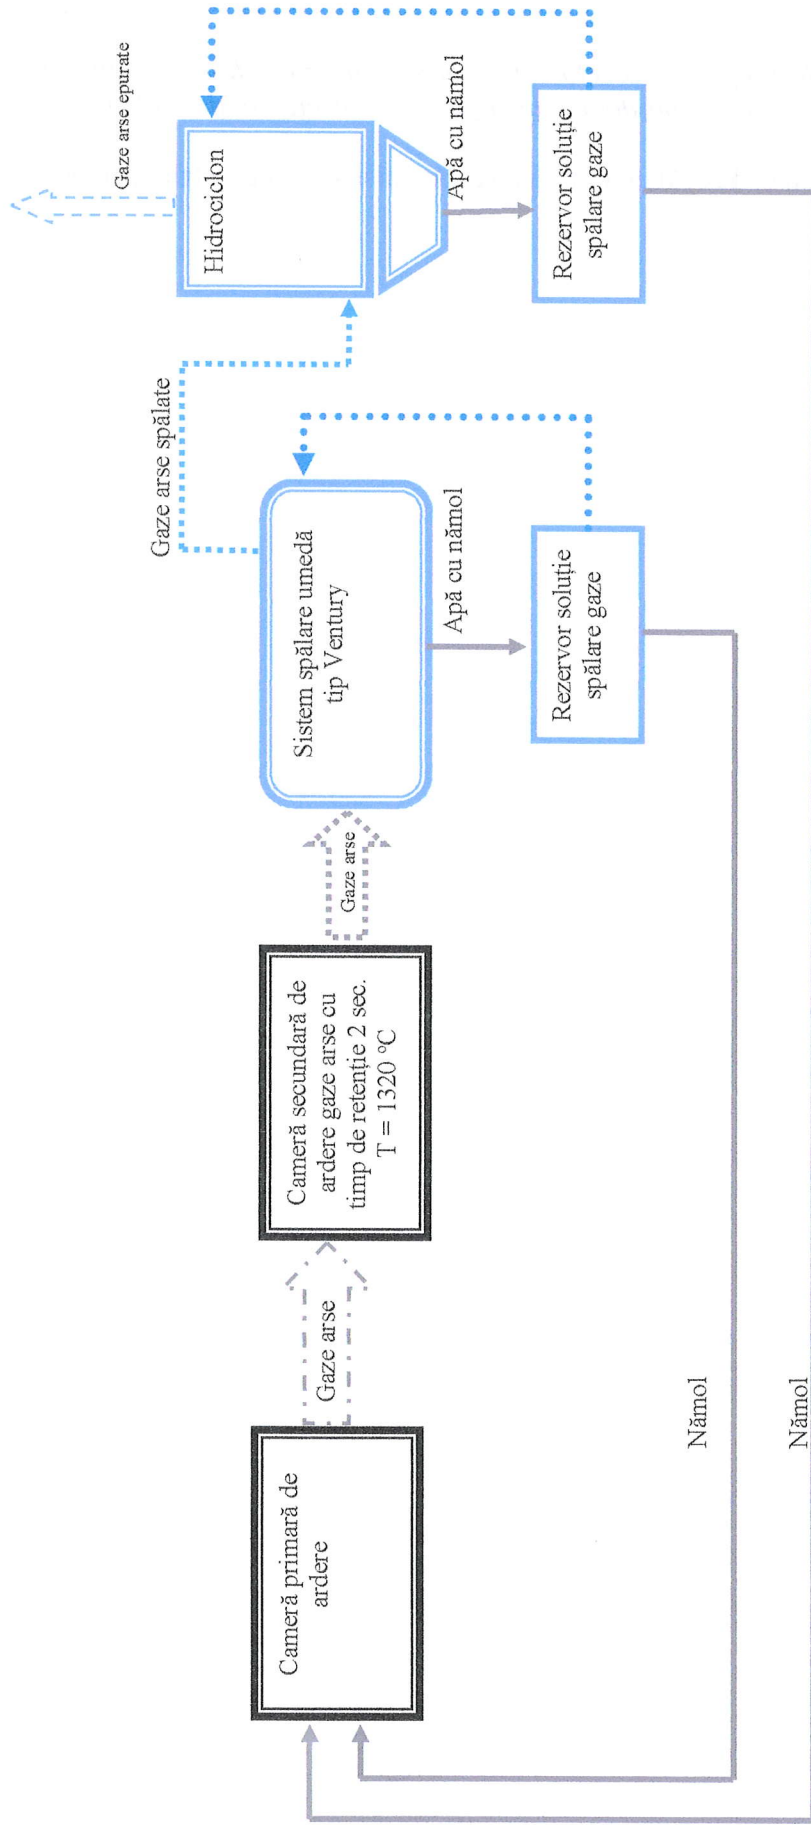 Cameră primară de
ardere
Gaze arse
Cameră secundară de
ardere gaze arse cu
timp de retenție 2 sec.
T = 1320 °C
Gaze arse
Sistem spălare umedă
tip Ventury
Gaze arse spălate
Hidrociclon
Gaze arse epurate
Apă cu nămol
Apă cu nămol
Rezervor soluție
spălare gaze
Rezervor soluție
spălare gaze
Nămol
Nămol